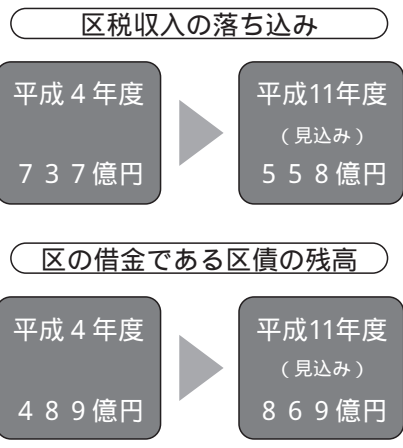 区税収入の落ち込み
平成４年度
平成11年度
（見込み）
７３７億円
５５８億円
区の借金である区債の残高
平成４年度
平成11年度
（見込み）
４８９億円
８６９億円